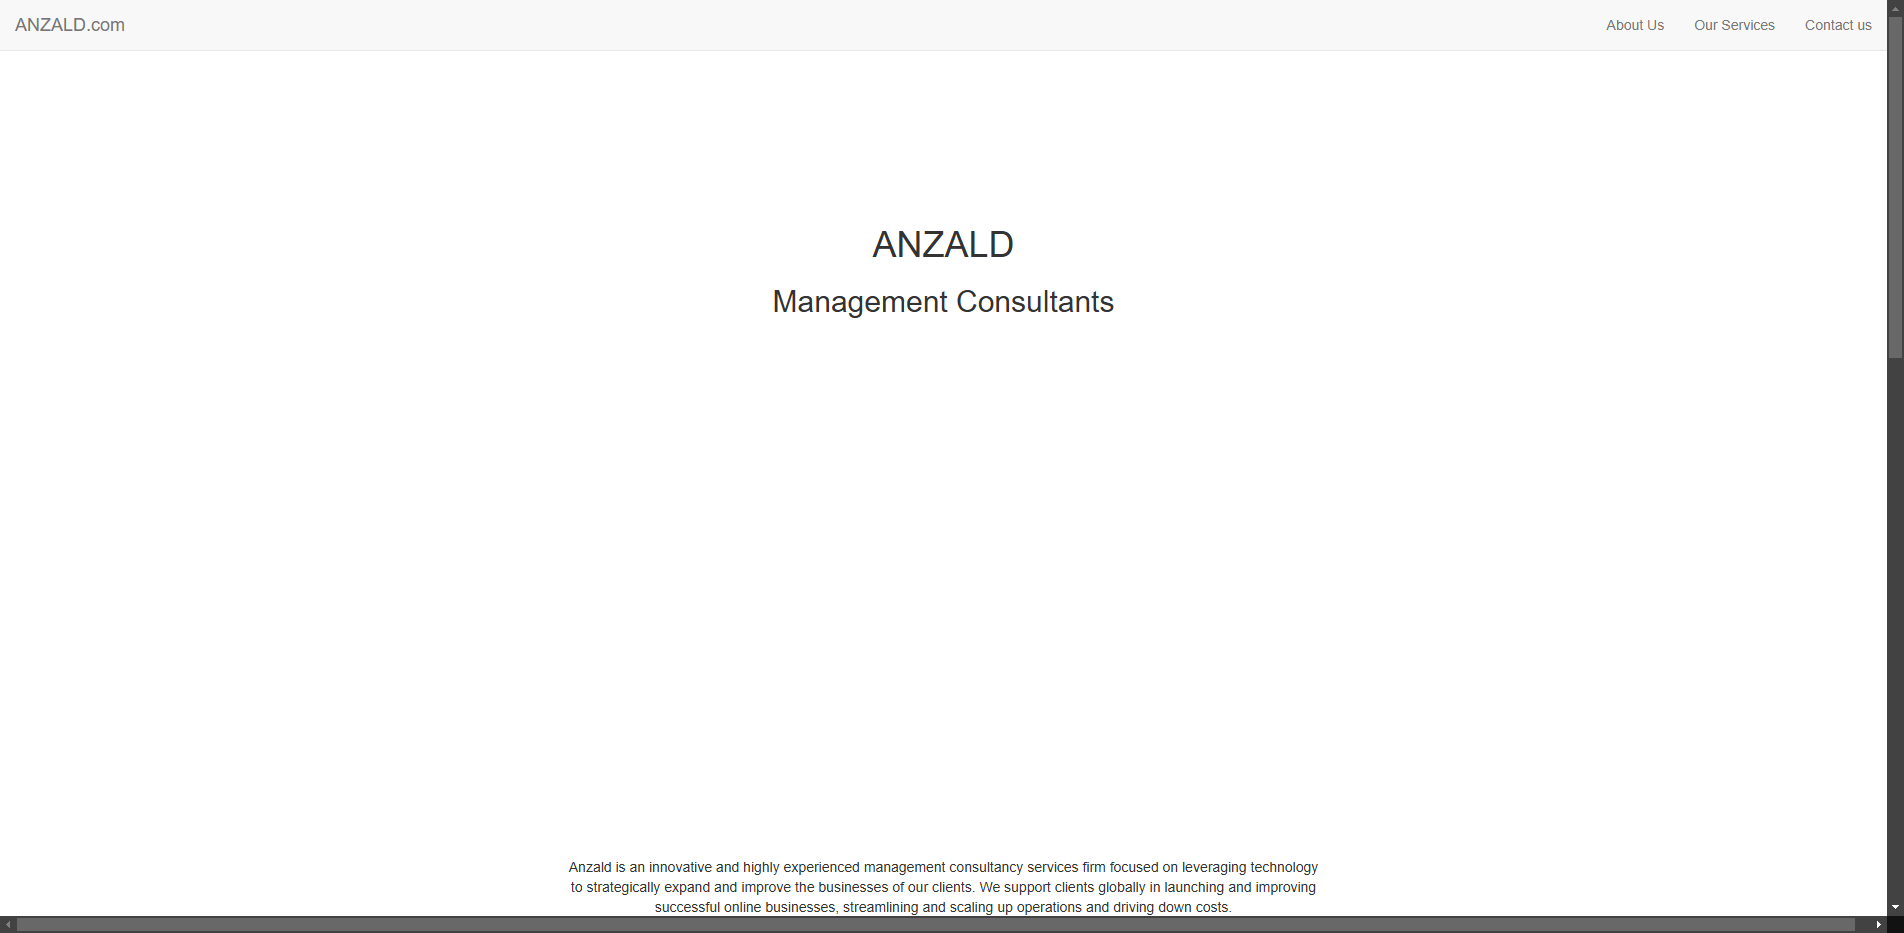 ANZALD.com
About Us
Our Services
Contact us
ANZALD
Management Consultants
Anzald is an innovative and highly experienced management consultancy services firm focused on leveraging technology
to strategically expand and improve the businesses of our clients. We support clients globally in launching and improving
successful online businesses, streamlining and scaling up operations and driving down costs.